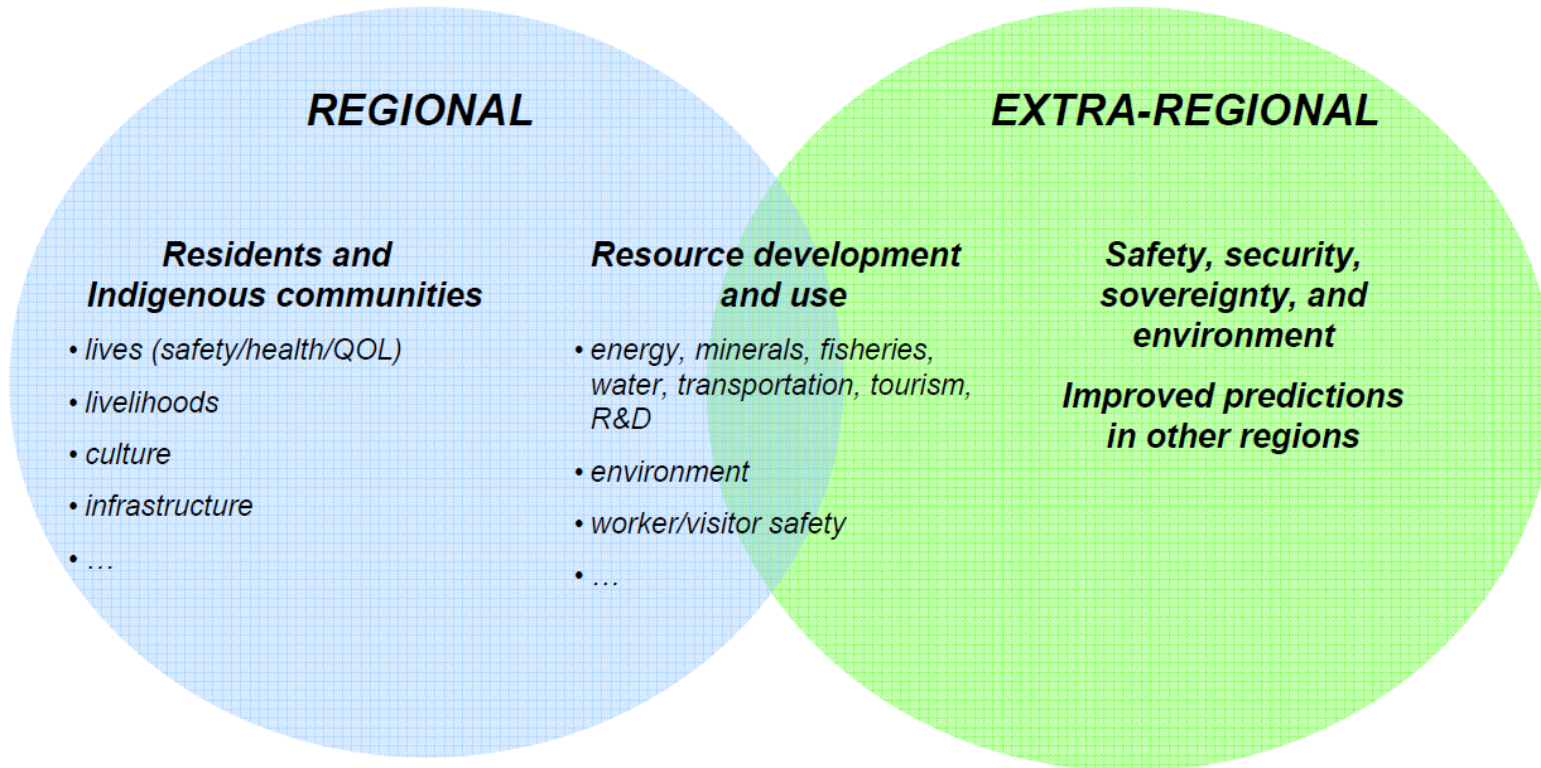 REGIONAL
Residents and
Indigenous communities
• lives (safety/health/QOL)
• livelihoods
• culture
• infrastructure
• …
Resource development
and use
• energy, minerals, fisheries,
water, transportation, tourism,
R&D
• environment
• worker/visitor safety
• …
EXTRA-REGIONAL
Safety, security,
sovereignty, and
environment
Improved predictions
in other regions